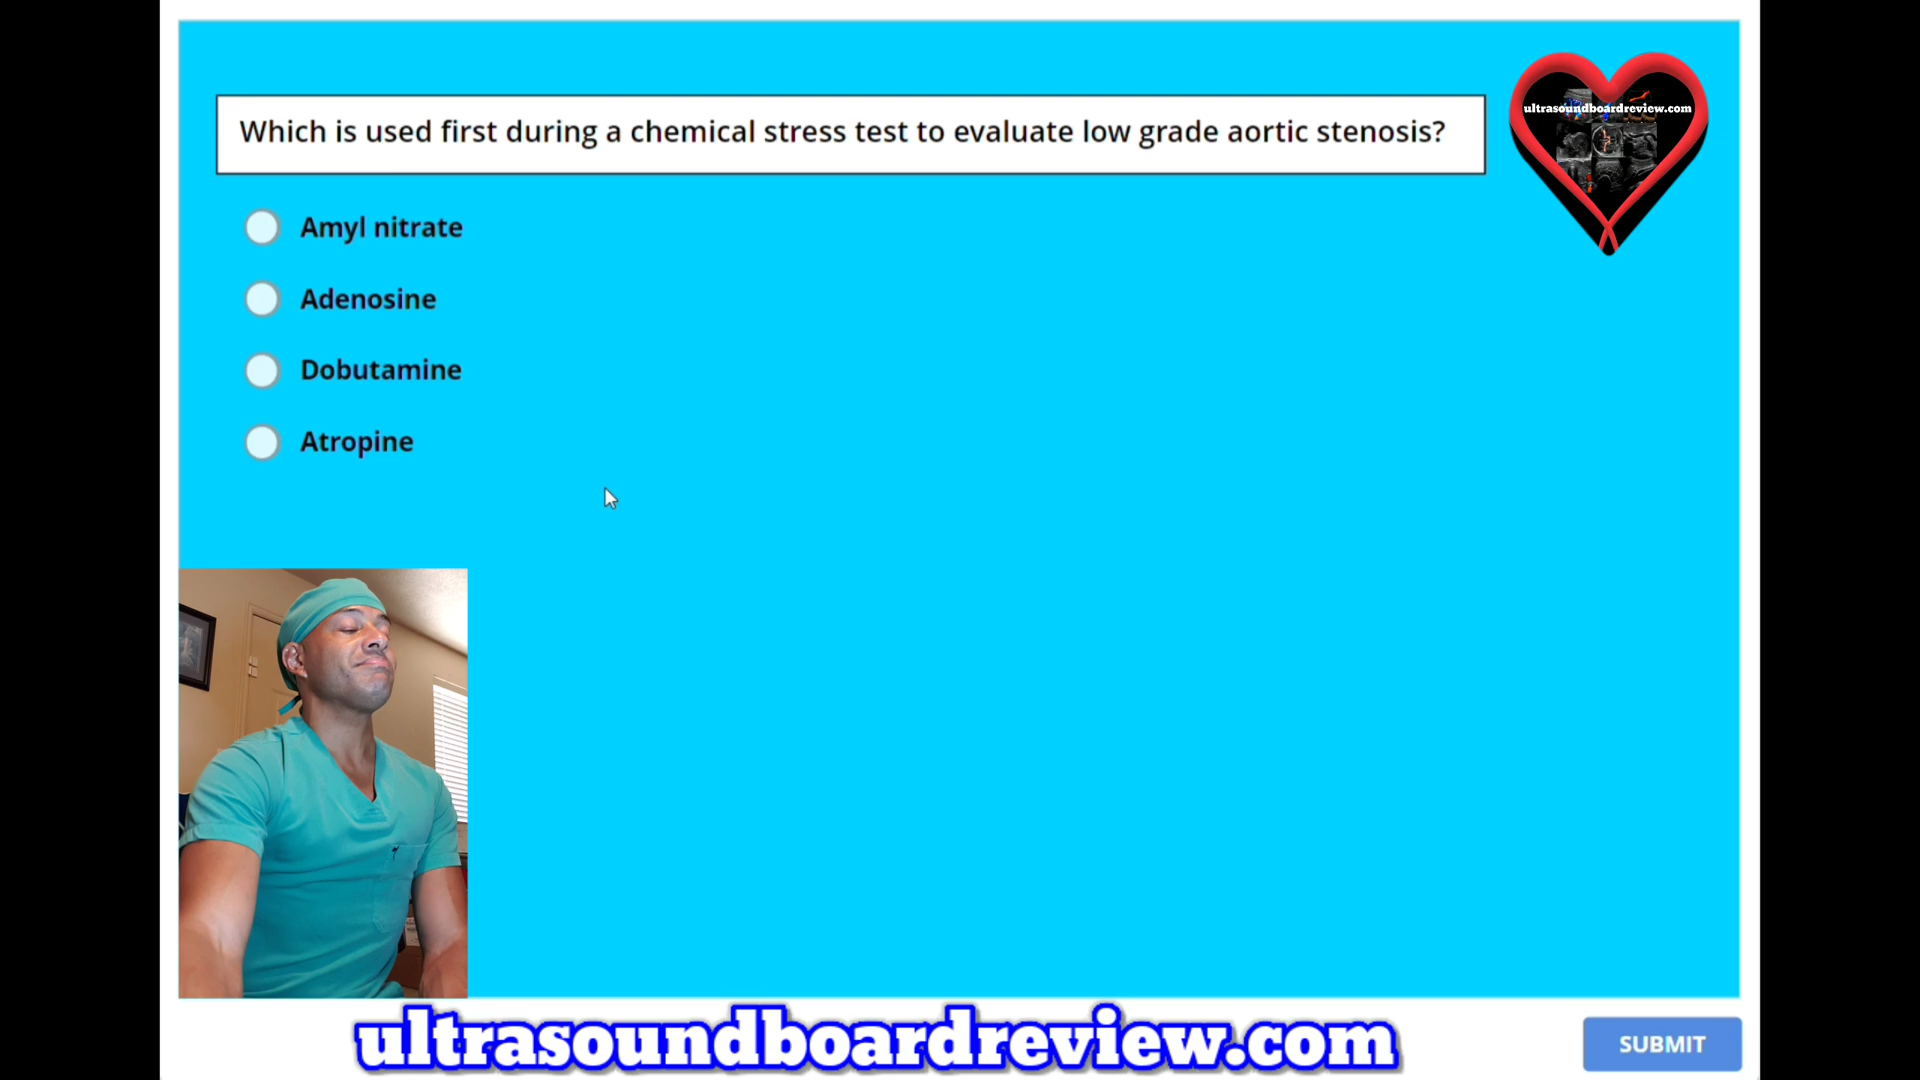 Which is used first during a chemical stress test to evaluate low grade aortic stenosis?
ultrasoundboardreview.com
Amyl nitrate
Adenosine
Dobutamine
Atropine
ultrasoundboardreview.com
SUBMIT